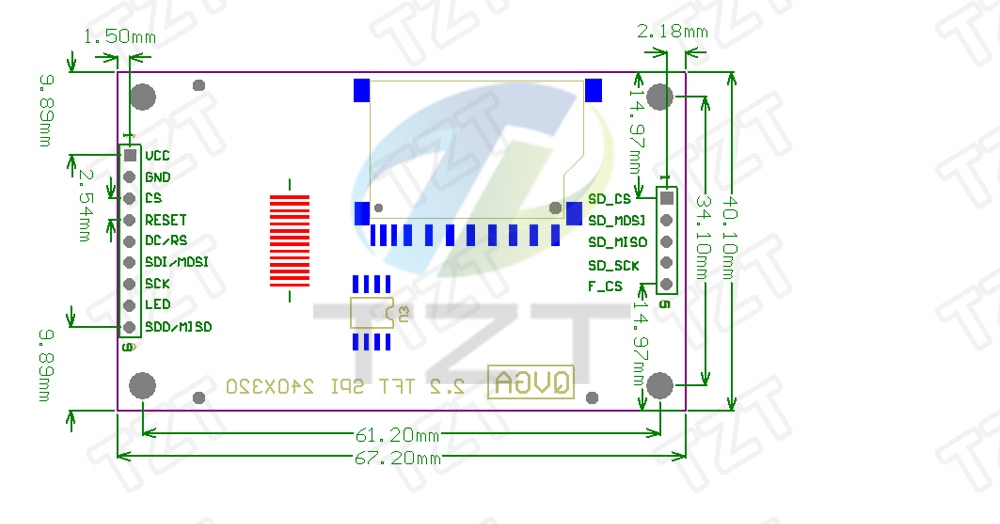 1.50mm
2.18mm
9.89mm
14.97mm
1
VCC
GND
CS
RESET
DC/RS
SDI/MOSI
SCK
LED
SDO/MISO
9
2.54mm
1
SD_CS
SD_MOSI
SD_MISO
SD_SCK
F_CS
5
34.10mm
40.10mm
U3
TZT
9.89mm
14.97mm
2.2 TFT SPI 240X320
QVGA
61.20mm
67.20mm